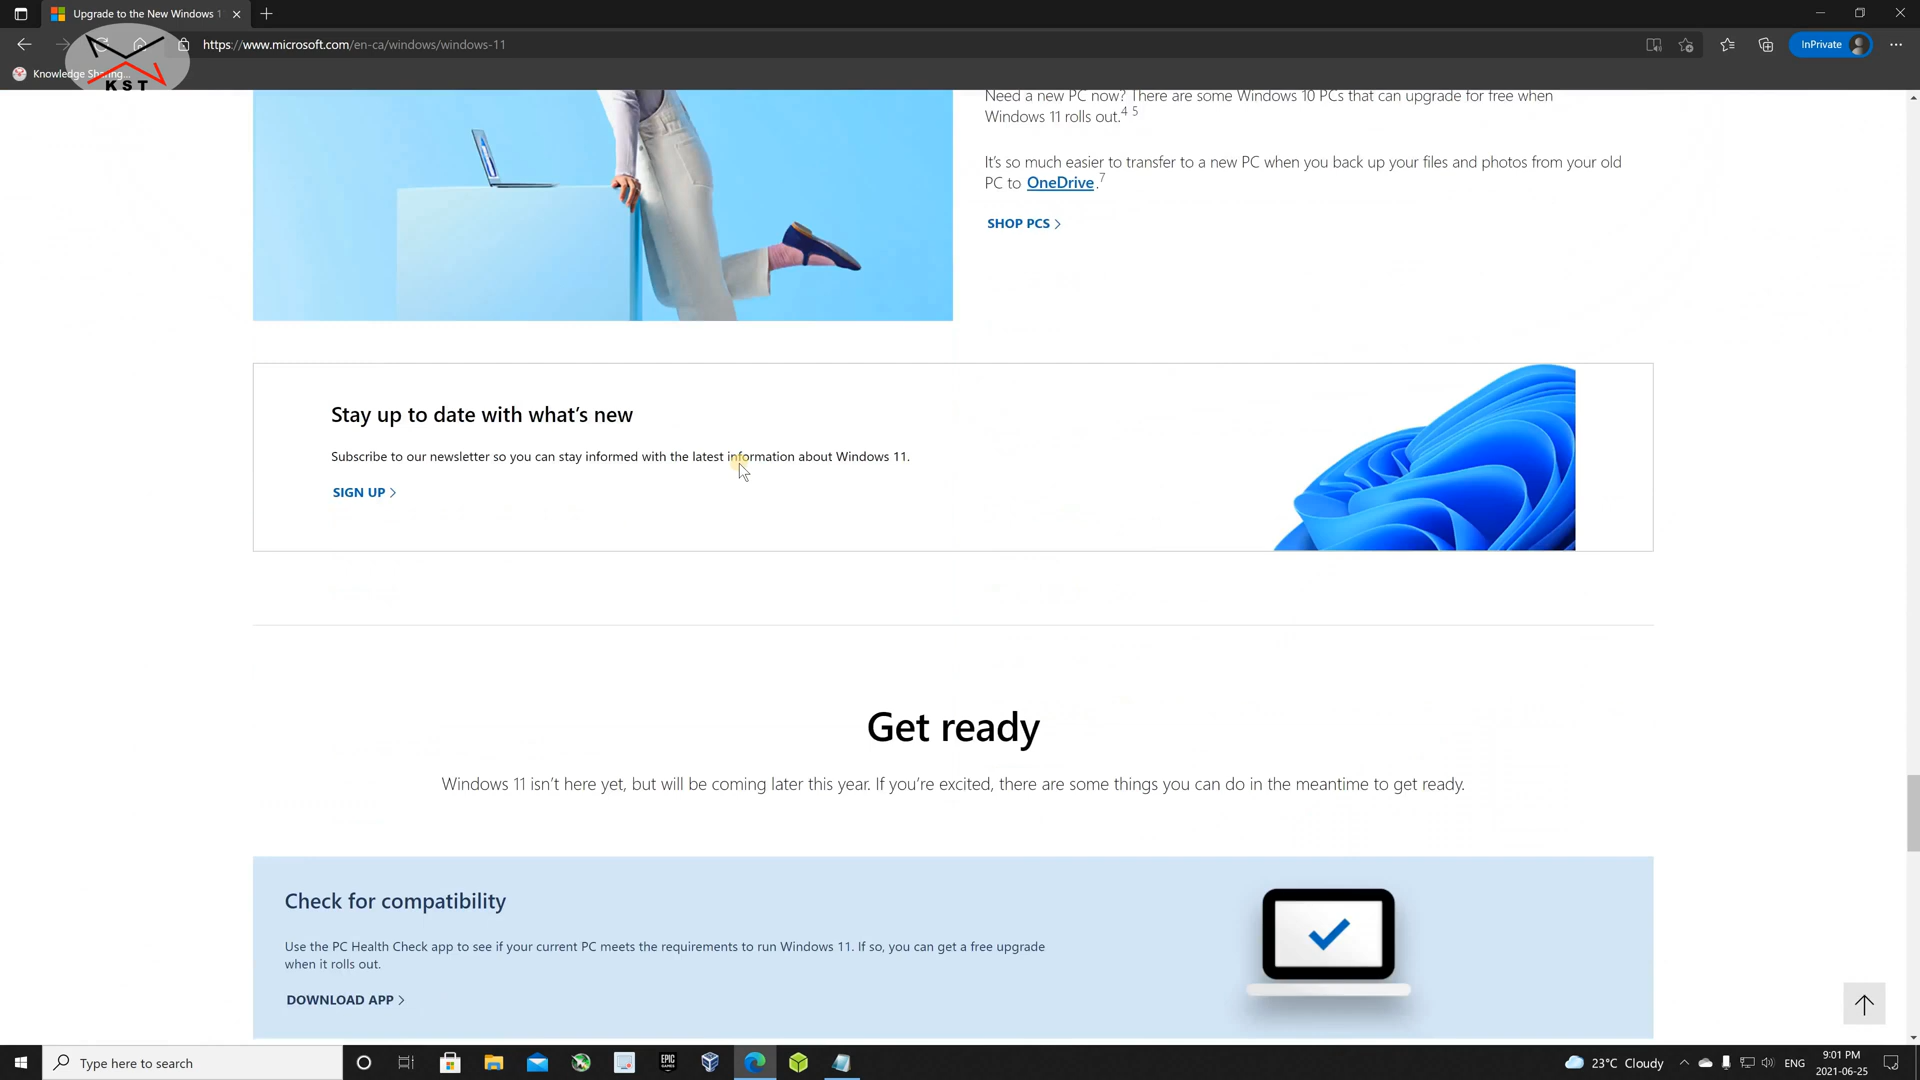 Upgrade to the New Windows 1
https://www.microsoft.com/en-ca/windows/windows-11
InPrivate
Knowledge Sharing...
KST
Need a new PC now? There are some Windows 10 PCs that can upgrade for free when
Windows 11 rolls out.4 5
It's so much easier to transfer to a new PC when you back up your files and photos from your old
PC to OneDrive.7
SHOP PCS
Stay up to date with what's new
Subscribe to our newsletter so you can stay informed with the latest information about Windows 11.
SIGN UP
Get ready
Windows 11 isn't here yet, but will be coming later this year. If you're excited, there are some things you can do in the meantime to get ready.
Check for compatibility
Use the PC Health Check app to see if your current PC meets the requirements to run Windows 11. If so, you can get a free upgrade
when it rolls out.
DOWNLOAD APP
Type here to search
EPIC
GAMES
23°C Cloudy
ENG
9:01 PM
2021-06-25